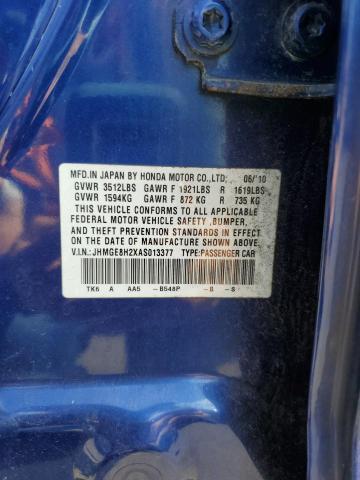 MFD. IN JAPAN BY HONDA MOTOR CO.,LTD. 06/'10
GVWR 3512LBS GAWR F 1921LBS R 1619LBS
GVWR 1594KG GAWR F 872 KG R 735 KG
THIS VEHICLE CONFORMS TO ALL APPLICABLE
FEDERAL MOTOR VEHICLE SAFETY ,BUMPER,
AND THEFT PREVENTION STANDARDS IN EFFECT
ON THE DATE OF MANUFACTURE SHOWN ABOVE.
V.I.N.: JHMGE8H2XAS013377 TYPE:PASSENGER CAR
TK6 A AA5 -B548P -B -S